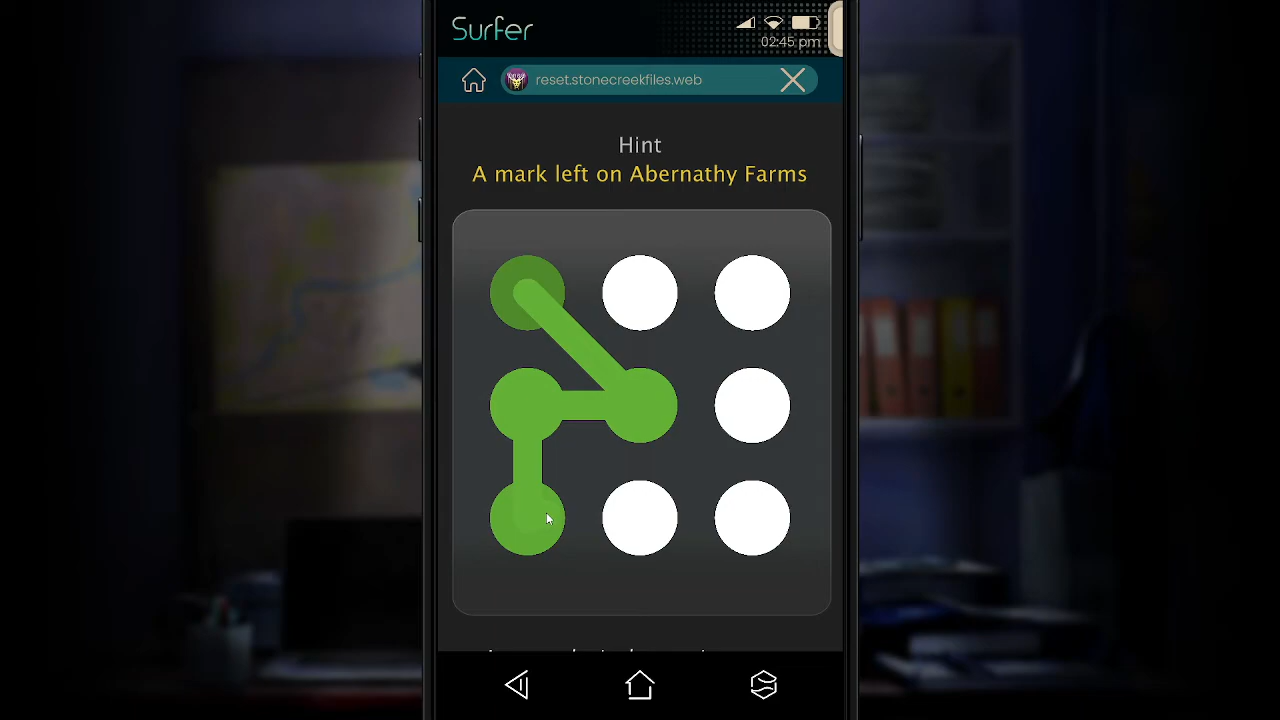 Surfer
02:45 pm
reset.stonecreekfiles.web
Hint
A mark left on Abernathy Farms